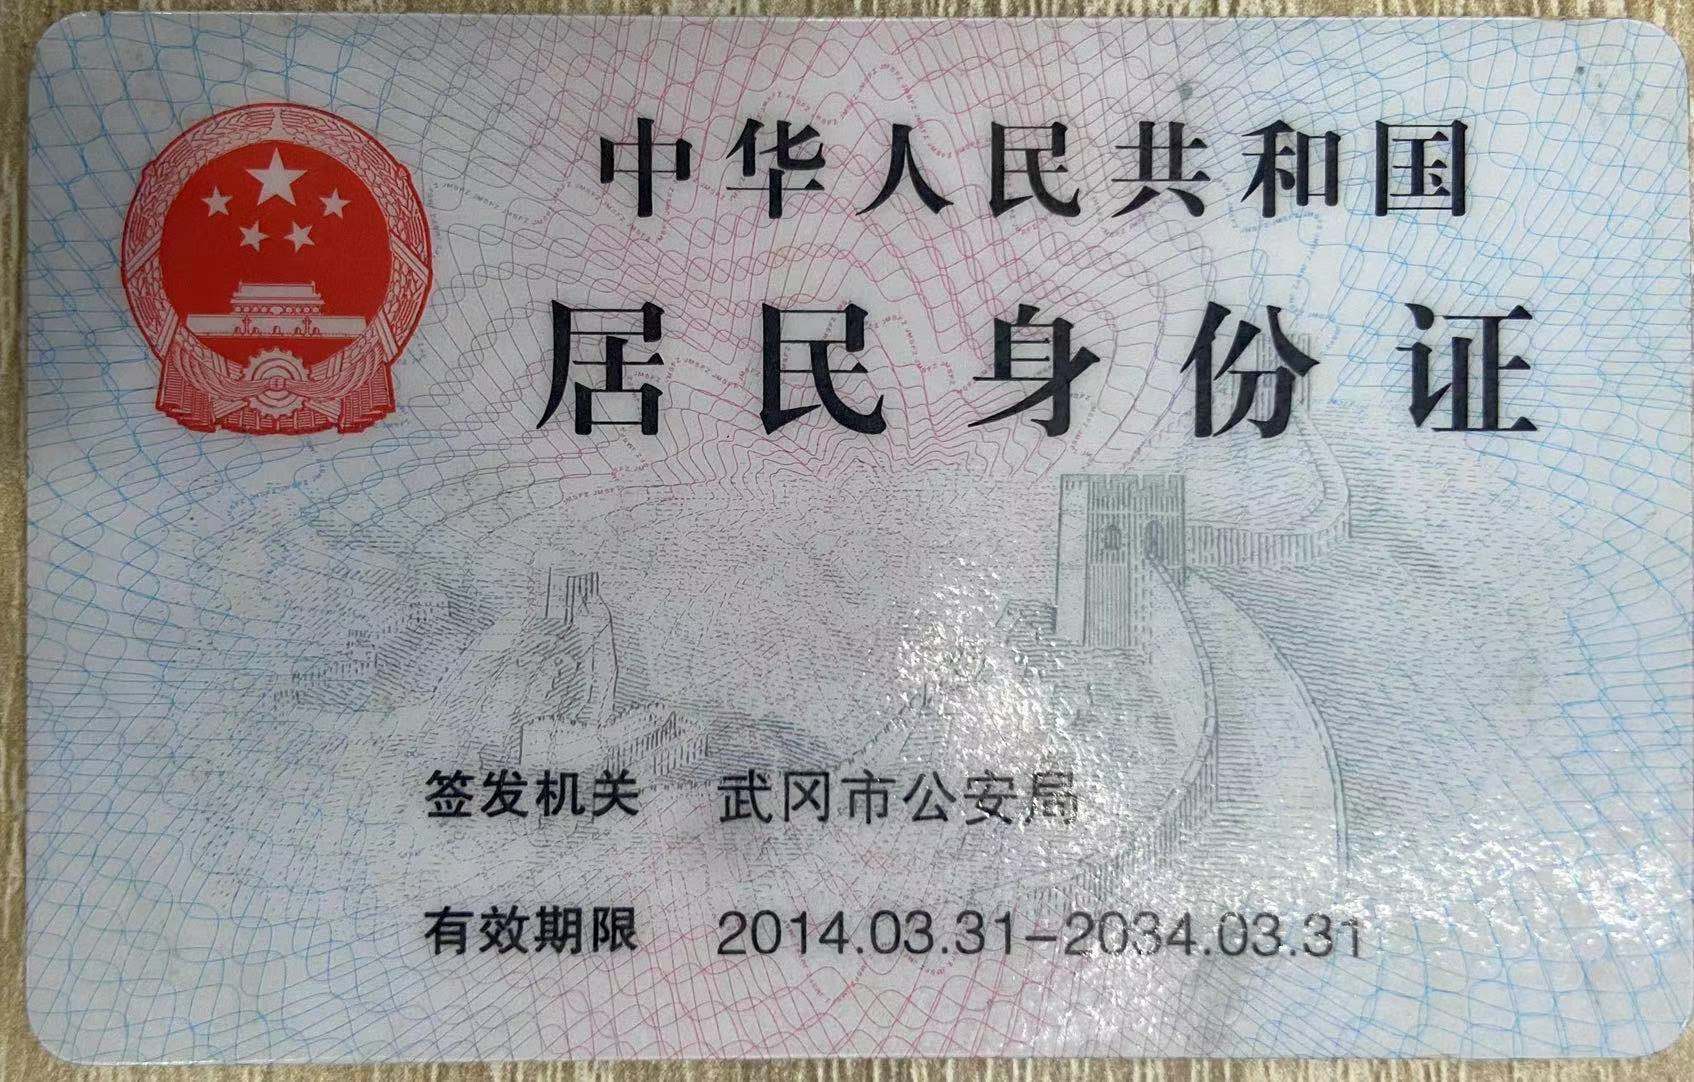 中华人民共和国
居民身份证
签发机关 武冈市公安局
有效期限 2014.03.31-2034.03.31